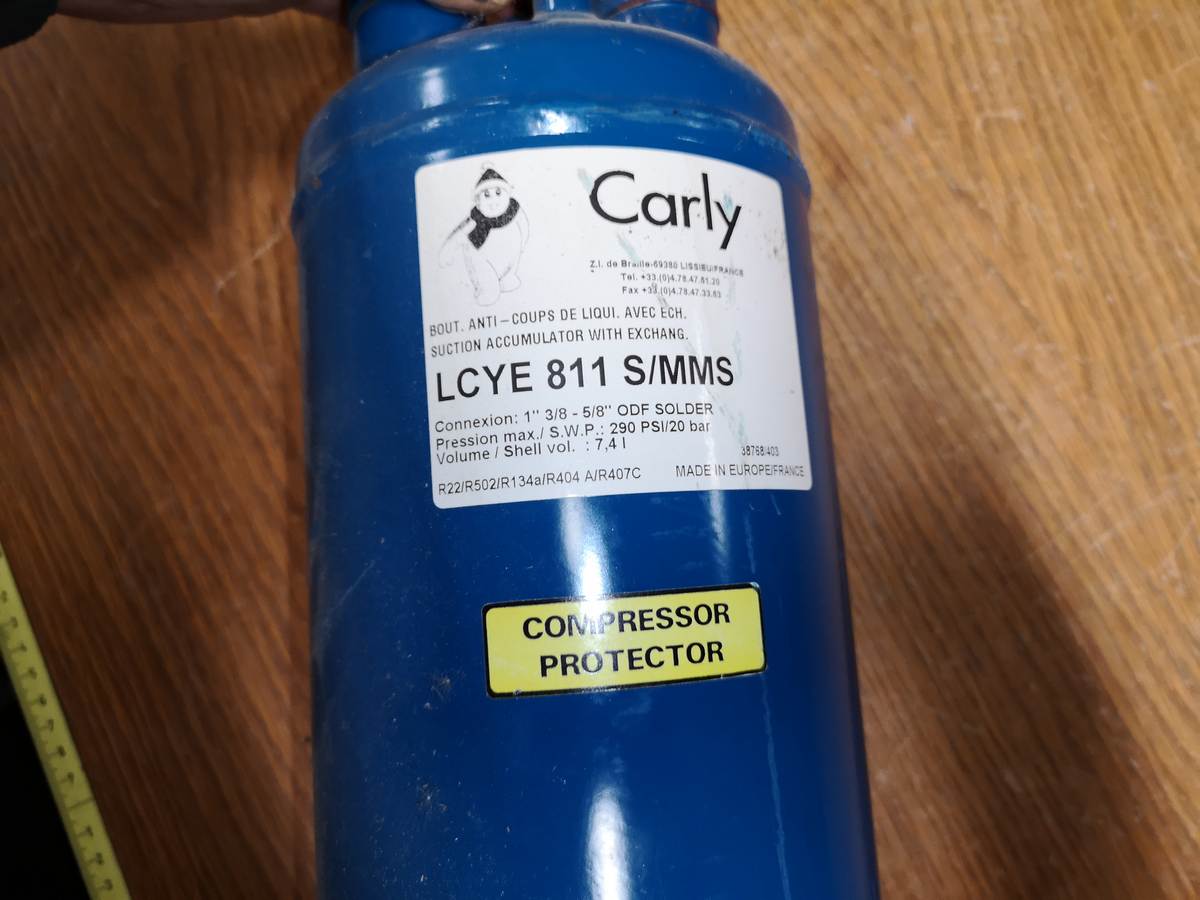 Carly
Z.I. de Braille-69380 LISSIEU/FRANCE
Tel. +33.(0)4.78.47.61.20
Fax +33.(0)4.78.47.33.63
BOUT. ANTI-COUPS DE LIQUI. AVEC ECH.
SUCTION ACCUMULATOR WITH EXCHANG.
LCYE 811 S/MMS
Connexion: 1" 3/8 - 5/8" ODF SOLDER
Pression max./ S.W.P.: 290 PSI/20 bar
Volume / Shell vol. : 7,4 l
38768/403
R22/R502/R134a/R404 A/R407C MADE IN EUROPE/FRANCE
COMPRESSOR
PROTECTOR